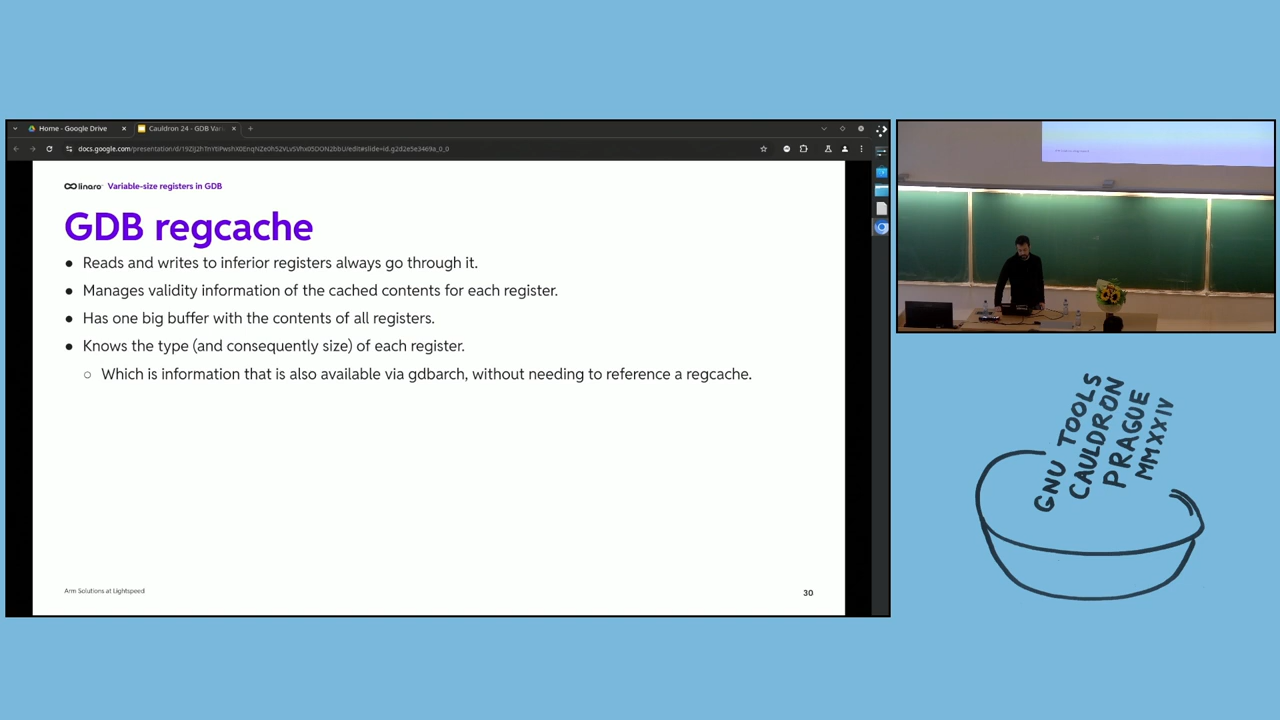 Home - Google Drive
Cauldron 24 - GDB Var
linaro
Variable-size registers in GDB
GDB regcache
● Reads and writes to inferior registers always go through it.
● Manages validity information of the cached contents for each register.
● Has one big buffer with the contents of all registers.
● Knows the type (and consequently size) of each register.
○ Which is information that is also available via gdbarch, without needing to reference a regcache.
Arm Solutions at Lightspeed
30
GNU TOOLS
CAULDRON
PRAGUE
MMXXIV